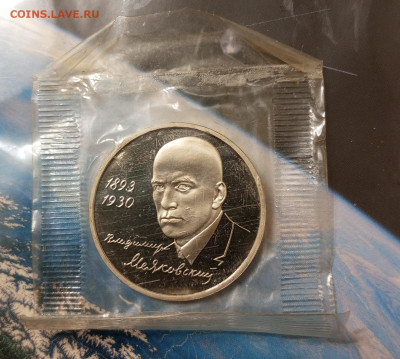 COINS.LAVE.RU
1893
1930
Владимир
Маяковский